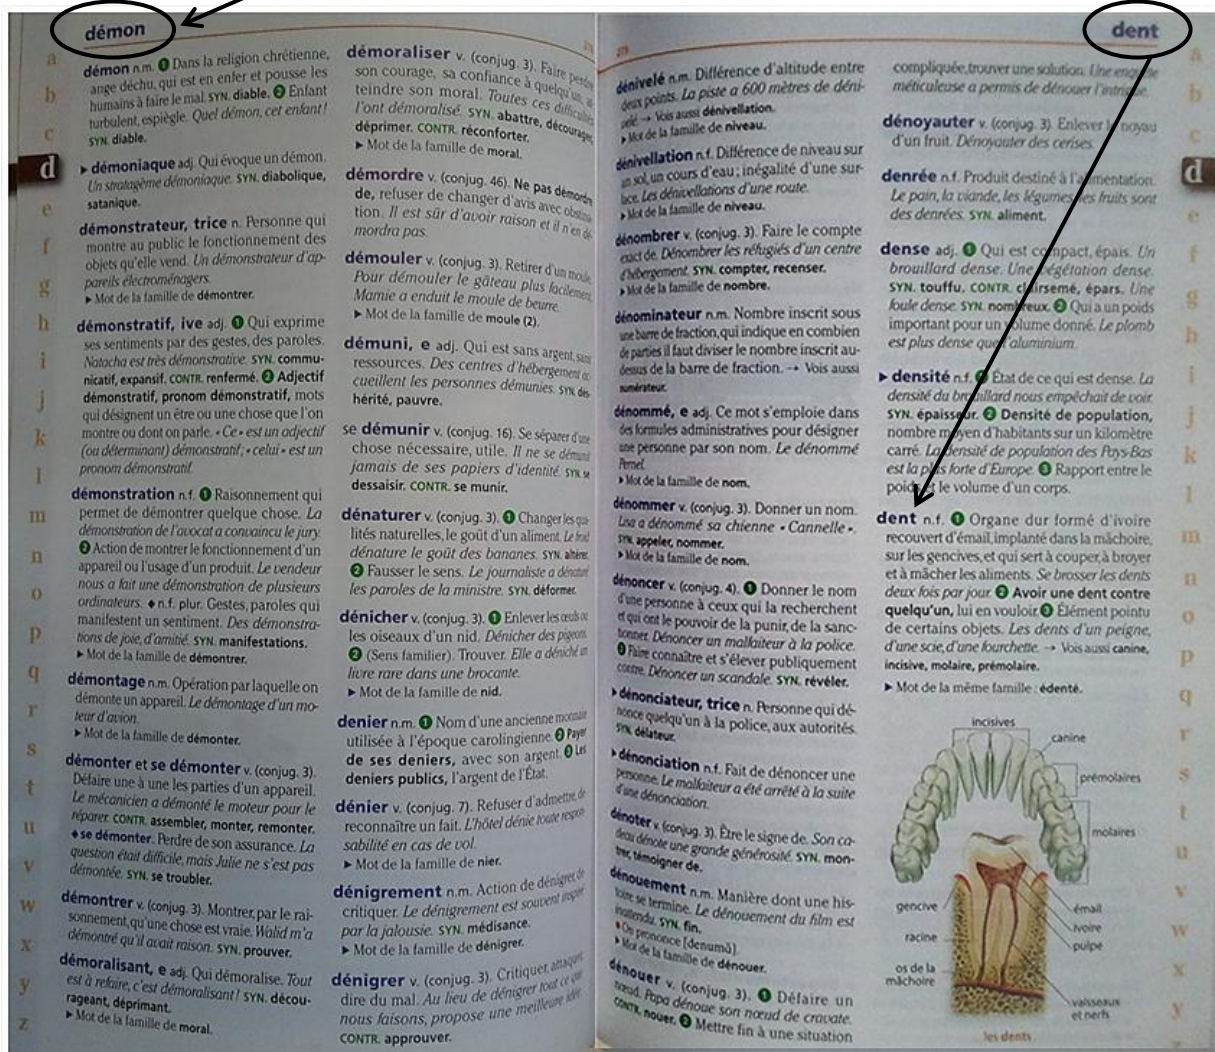 démon
démon n.m. ❶ Dans la religion chrétienne,
ange déchu, qui est en enfer et pousse les
humains à faire le mal. SYN. diable. ❷ Enfant
turbulent, espiègle. Quel démon, cet enfant!
SYN. diable.
▸ démoniaque adj. Qui évoque un démon.
Un stratagème démoniaque. SYN. diabolique,
satanique.
démonstrateur, trice n. Personne qui
montre au public le fonctionnement des
objets qu'elle vend. Un démonstrateur d'ap-
pareils électroménagers.
▸ Mot de la famille de démontrer.
démonstratif, ive adj. ❶ Qui exprime
ses sentiments par des gestes, des paroles.
Natacha est très démonstrative. SYN. commu-
nicatif, expansif. CONTR. renfermé. ❷ Adjectif
démonstratif, pronom démonstratif, mots
qui désignent un être ou une chose que l'on
montre ou dont on parle. «Ce» est un adjectif
(ou déterminant) démonstratif; «celui» est un
pronom démonstratif.
démonstration n.f. ❶ Raisonnement qui
permet de démontrer quelque chose. La
démonstration de l'avocat a convaincu le jury.
❷ Action de montrer le fonctionnement d'un
appareil ou l'usage d'un produit. Le vendeur
nous a fait une démonstration de plusieurs
ordinateurs. ♦ n.f. plur. Gestes, paroles qui
manifestent un sentiment. Des démonstra-
tions de joie, d'amitié. SYN. manifestations.
▸ Mot de la famille de démontrer.
démontage n.m. Opération par laquelle on
démonte un appareil. Le démontage d'un mo-
teur d'avion.
▸ Mot de la famille de démonter.
démonter et se démonter v. (conjug. 3).
Défaire une à une les parties d'un appareil.
Le mécanicien a démonté le moteur pour le
réparer. CONTR. assembler, monter, remonter.
♦ se démonter. Perdre de son assurance. La
question était difficile, mais Julie ne s'est pas
démontée. SYN. se troubler.
démontrer v. (conjug. 3). Montrer, par le rai-
sonnement, qu'une chose est vraie. Walid m'a
démontré qu'il avait raison. SYN. prouver.
démoralisant, e adj. Qui démoralise. Tout
est à refaire, c'est démoralisant! SYN. décou-
rageant, déprimant.
▸ Mot de la famille de moral.
démoraliser v. (conjug. 3). Faire perdre
son courage, sa confiance à quelqu'un,
teindre son moral. Toutes ces difficultés
l'ont démoralisé. SYN. abattre, décourager,
déprimer. CONTR. réconforter.
▸ Mot de la famille de moral.
démordre v. (conjug. 46). Ne pas démordre
de, refuser de changer d'avis avec obstina-
tion. Il est sûr d'avoir raison et il n'en dé-
mordra pas.
démouler v. (conjug. 3). Retirer d'un moule.
Pour démouler le gâteau plus facilement,
Mamie a enduit le moule de beurre.
▸ Mot de la famille de moule (2).
démuni, e adj. Qui est sans argent, sans
ressources. Des centres d'hébergement ac-
cueillent les personnes démunies. SYN. dés-
hérité, pauvre.
se démunir v. (conjug. 16). Se séparer d'une
chose nécessaire, utile. Il ne se démunit
jamais de ses papiers d'identité. SYN. se
dessaisir. CONTR. se munir.
dénaturer v. (conjug. 3). ❶ Changer les qua-
lités naturelles, le goût d'un aliment. Le froid
dénature le goût des bananes. SYN. altérer.
❷ Fausser le sens. Le journaliste a dénaturé
les paroles de la ministre. SYN. déformer.
dénicher v. (conjug. 3). ❶ Enlever les œufs ou
les oiseaux d'un nid. Dénicher des pigeons.
❷ (Sens familier). Trouver. Elle a déniché un
livre rare dans une brocante.
▸ Mot de la famille de nid.
denier n.m. ❶ Nom d'une ancienne monnaie
utilisée à l'époque carolingienne. ❷ Payer
de ses deniers, avec son argent. ❸ Les
deniers publics, l'argent de l'État.
dénier v. (conjug. 7). Refuser d'admettre, de
reconnaître un fait. L'hôtel dénie toute respon-
sabilité en cas de vol.
▸ Mot de la famille de nier.
dénigrement n.m. Action de dénigrer, de
critiquer. Le dénigrement est souvent inspiré
par la jalousie. SYN. médisance.
▸ Mot de la famille de dénigrer.
dénigrer v. (conjug. 3). Critiquer, attaquer,
dire du mal. Au lieu de dénigrer tout ce que
nous faisons, propose une meilleure idée.
CONTR. approuver.
a
b
c
d
e
f
g
h
i
j
k
l
m
n
o
p
q
r
s
t
u
v
w
x
y
z
dent
dénivelé n.m. Différence d'altitude entre
deux points. La piste a 600 mètres de déni-
velé. → Vois aussi dénivellation.
▸ Mot de la famille de niveau.
dénivellation n.f. Différence de niveau sur
un sol, un cours d'eau; inégalité d'une sur-
face. Les dénivellations d'une route.
▸ Mot de la famille de niveau.
dénombrer v. (conjug. 3). Faire le compte
exact de. Dénombrer les réfugiés d'un centre
d'hébergement. SYN. compter, recenser.
▸ Mot de la famille de nombre.
dénominateur n.m. Nombre inscrit sous
une barre de fraction, qui indique en combien
de parties il faut diviser le nombre inscrit au-
dessus de la barre de fraction. → Vois aussi
numérateur.
dénommé, e adj. Ce mot s'emploie dans
des formules administratives pour désigner
une personne par son nom. Le dénommé
Pernel.
▸ Mot de la famille de nom.
dénommer v. (conjug. 3). Donner un nom.
Lisa a dénommé sa chienne «Cannelle».
SYN. appeler, nommer.
▸ Mot de la famille de nom.
dénoncer v. (conjug. 4). ❶ Donner le nom
d'une personne à ceux qui la recherchent
et qui ont le pouvoir de la punir, de la sanc-
tionner. Dénoncer un malfaiteur à la police.
❷ Faire connaître et s'élever publiquement
contre. Dénoncer un scandale. SYN. révéler.
▸ dénonciateur, trice n. Personne qui dé-
nonce quelqu'un à la police, aux autorités.
SYN. délateur.
▸ dénonciation n.f. Fait de dénoncer une
personne. Le malfaiteur a été arrêté à la suite
d'une dénonciation.
dénoter v. (conjug. 3). Être le signe de. Son ca-
deau dénote une grande générosité. SYN. mon-
trer, témoigner de.
dénouement n.m. Manière dont une his-
toire se termine. Le dénouement du film est
inattendu. SYN. fin.
• On prononce [denumã].
▸ Mot de la famille de dénouer.
dénouer v. (conjug. 3). ❶ Défaire un
nœud. Papa dénoue son nœud de cravate.
CONTR. nouer. ❷ Mettre fin à une situation
compliquée, trouver une solution. Une enquête
méticuleuse a permis de dénouer l'intrigue.
dénoyauter v. (conjug. 3). Enlever le noyau
d'un fruit. Dénoyauter des cerises.
denrée n.f. Produit destiné à l'alimentation.
Le pain, la viande, les légumes, les fruits sont
des denrées. SYN. aliment.
dense adj. ❶ Qui est compact, épais. Un
brouillard dense. Une végétation dense.
SYN. touffu. CONTR. clairsemé, épars. Une
foule dense. SYN. nombreux. ❷ Qui a un poids
important pour un volume donné. Le plomb
est plus dense que l'aluminium.
▸ densité n.f. ❶ État de ce qui est dense. La
densité du brouillard nous empêchait de voir.
SYN. épaisseur. ❷ Densité de population,
nombre moyen d'habitants sur un kilomètre
carré. La densité de population des Pays-Bas
est la plus forte d'Europe. ❸ Rapport entre le
poids et le volume d'un corps.
dent n.f. ❶ Organe dur formé d'ivoire
recouvert d'émail, implanté dans la mâchoire,
sur les gencives, et qui sert à couper, à broyer
et à mâcher les aliments. Se brosser les dents
deux fois par jour. ❷ Avoir une dent contre
quelqu'un, lui en vouloir. ❸ Élément pointu
de certains objets. Les dents d'un peigne,
d'une scie, d'une fourchette. → Vois aussi canine,
incisive, molaire, prémolaire.
▸ Mot de la même famille : édenté.
incisives
canine
prémolaires
molaires
gencive
racine
os de la
mâchoire
émail
ivoire
pulpe
vaisseaux
et nerfs
les dents
a
b
c
d
e
f
g
h
i
j
k
l
m
n
o
p
q
r
s
t
u
v
w
x
y